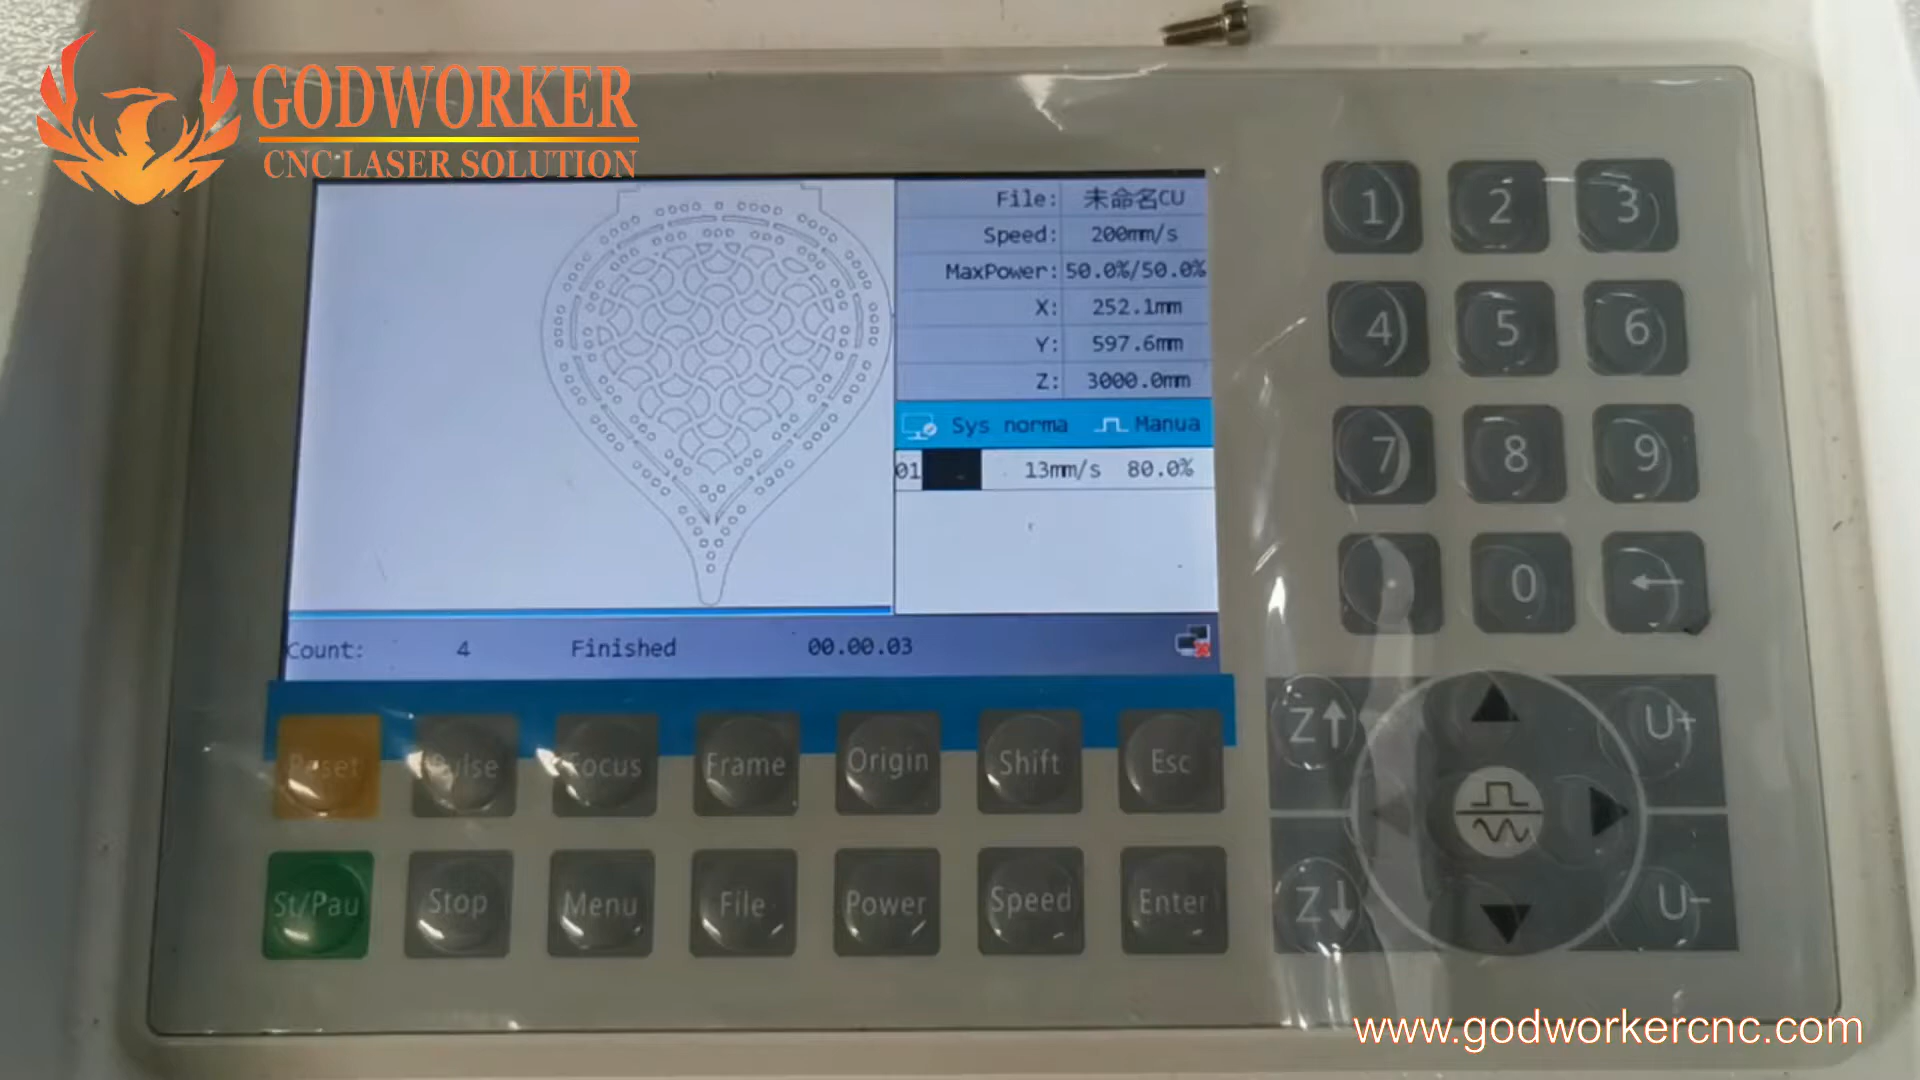 GODWORKER
CNC LASER SOLUTION
File: 未命名CU
Speed: 200mm/s
MaxPower: 50.0%/50.0%
X: 252.1mm
Y: 597.6mm
Z: 3000.0mm
Sys norma Manua
01 13mm/s 80.0%
Count: 4 Finished 00.00.03
1 2 3
4 5 6
7 8 9
. 0 ←
Reset Pulse Focus Frame Origin Shift Esc
St/Pau Stop Menu File Power Speed Enter
Z↑ U+
Z↓ U-
www.godworkercnc.com